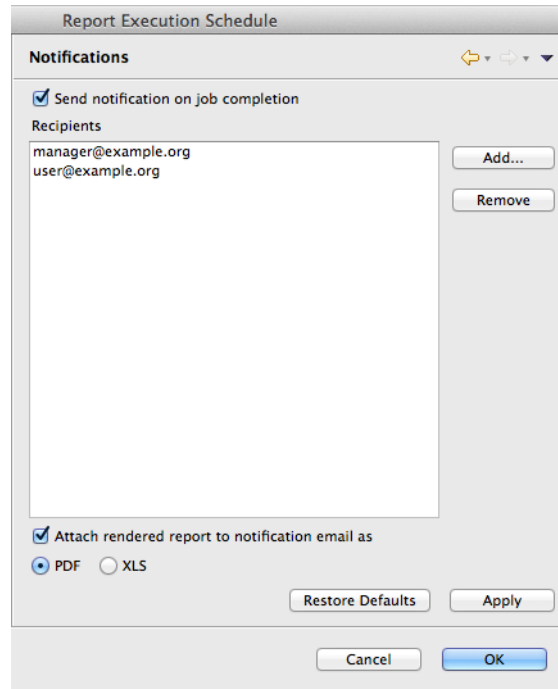 Report Execution Schedule
Notifications
Send notification on job completion
Recipients
manager@example.org
user@example.org
Add...
Remove
Attach rendered report to notification email as
PDF XLS
Restore Defaults Apply
Cancel OK